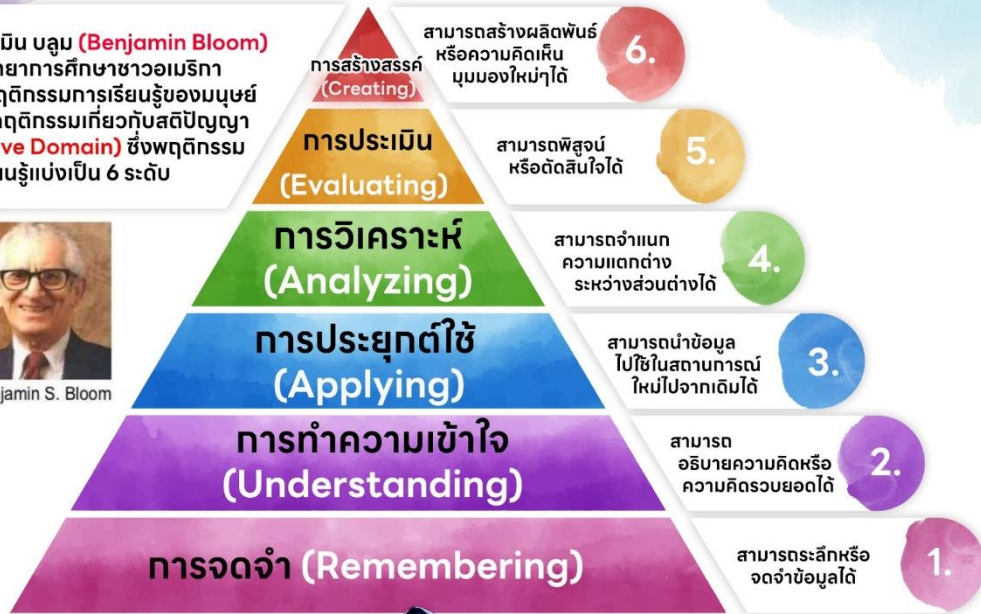 มิน บลูม (Benjamin Bloom)
ยาการศึกษาชาวอเมริกา
ฤติกรรมการเรียนรู้ของมนุษย์
ฤติกรรมเกี่ยวกับสติปัญญา
ve Domain) ซึ่งพฤติกรรม
นรู้แบ่งเป็น 6 ระดับ
jamin S. Bloom
การสร้างสรรค์
(Creating)
สามารถสร้างผลิตพันธ์
หรือความคิดเห็น
มุมมองใหม่ๆได้
6.
การประเมิน
(Evaluating)
สามารถพิสูจน์
หรือตัดสินใจได้
5.
การวิเคราะห์
(Analyzing)
สามารถจำแนก
ความแตกต่าง
ระหว่างส่วนต่างได้
4.
การประยุกต์ใช้
(Applying)
สามารถนำข้อมูล
ไปใช้ในสถานการณ์
ใหม่ไปจากเดิมได้
3.
การทำความเข้าใจ
(Understanding)
สามารถ
อธิบายความคิดหรือ
ความคิดรวบยอดได้
2.
การจดจำ (Remembering)
สามารถระลึกหรือ
จดจำข้อมูลได้
1.